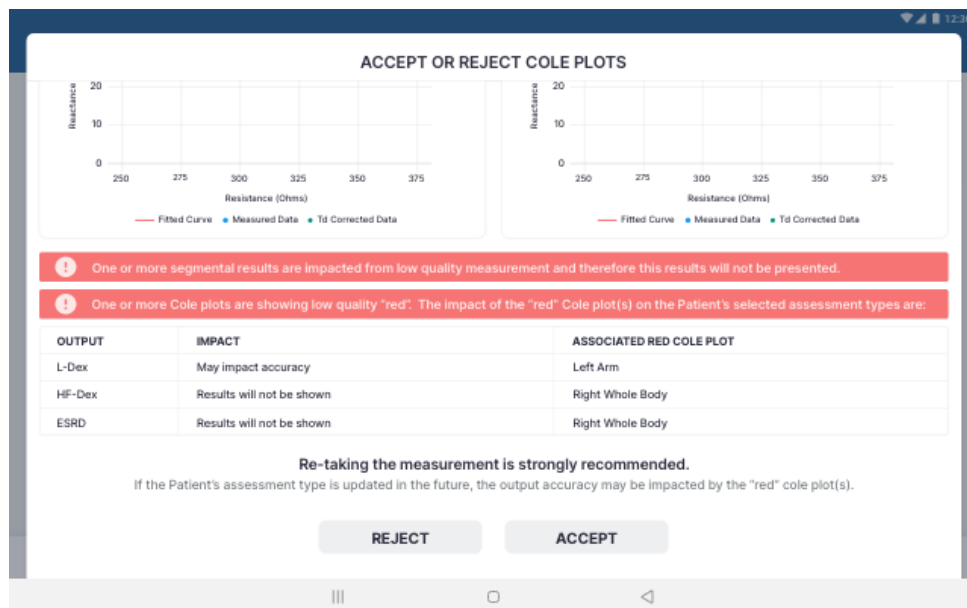 12:30
ACCEPT OR REJECT COLE PLOTS
Reactance
20
10
0
250 275 300 325 350 375
Resistance (Ohms)
Fitted Curve Measured Data Td Corrected Data
Reactance
20
10
0
250 275 300 325 350 375
Resistance (Ohms)
Fitted Curve Measured Data Td Corrected Data
One or more segmental results are impacted from low quality measurement and therefore this results will not be presented.
One or more Cole plots are showing low quality "red". The impact of the "red" Cole plot(s) on the Patient's selected assessment types are:
OUTPUT IMPACT ASSOCIATED RED COLE PLOT
L-Dex May impact accuracy Left Arm
HF-Dex Results will not be shown Right Whole Body
ESRD Results will not be shown Right Whole Body
Re-taking the measurement is strongly recommended.
If the Patient's assessment type is updated in the future, the output accuracy may be impacted by the "red" cole plot(s).
REJECT ACCEPT